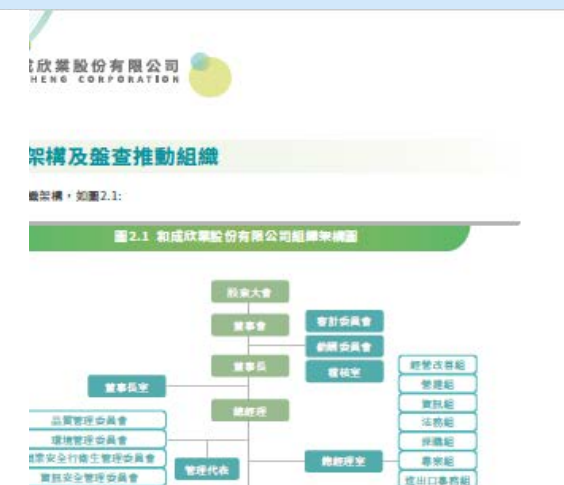 欣業股份有限公司
HENG CORPORATION
架構及盤查推動組織
織架構，如圖2.1:
圖2.1 和成欣業股份有限公司組織架構圖
股東大會
董事會
審計委員會
薪酬委員會
董事長
稽核室
經營改善組
董事長室
營建組
資訊組
總經理
法務組
品質管理委員會
採購組
環境管理委員會
業安全衛生管理委員會
總經理室
專案組
管理代表
資訊安全管理委員會
進出口事務組